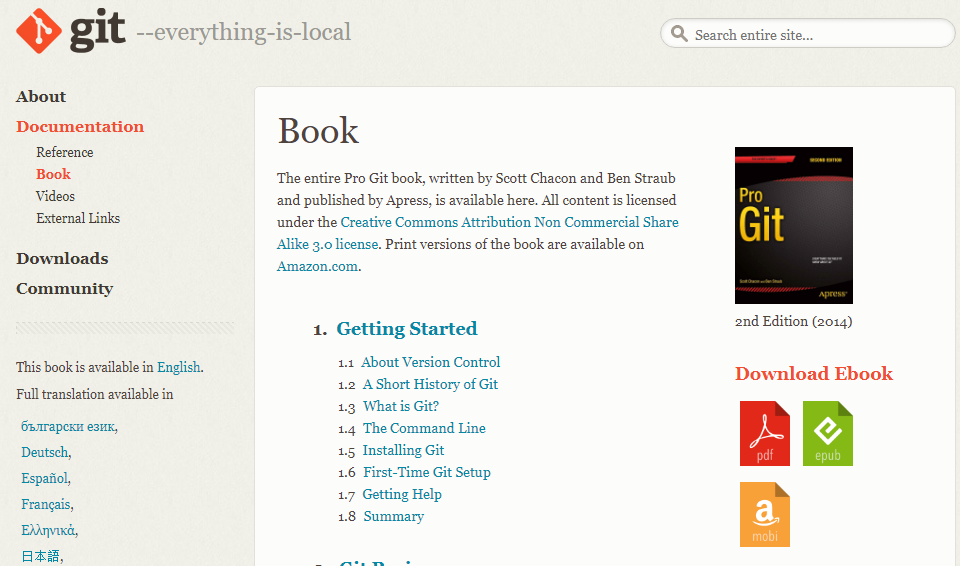 git --everything-is-local
Search entire site...
About
Documentation
Reference
Book
Videos
External Links
Downloads
Community
This book is available in English.
Full translation available in
български език,
Deutsch,
Español,
Français,
Ελληνικά,
日本語,
Book
The entire Pro Git book, written by Scott Chacon and Ben Straub
and published by Apress, is available here. All content is licensed
under the Creative Commons Attribution Non Commercial Share
Alike 3.0 license. Print versions of the book are available on
Amazon.com.
1. Getting Started
1.1 About Version Control
1.2 A Short History of Git
1.3 What is Git?
1.4 The Command Line
1.5 Installing Git
1.6 First-Time Git Setup
1.7 Getting Help
1.8 Summary
SECOND EDITION
Pro
Git
Scott Chacon and Ben Straub
Apress
2nd Edition (2014)
Download Ebook
pdf
epub
a
mobi